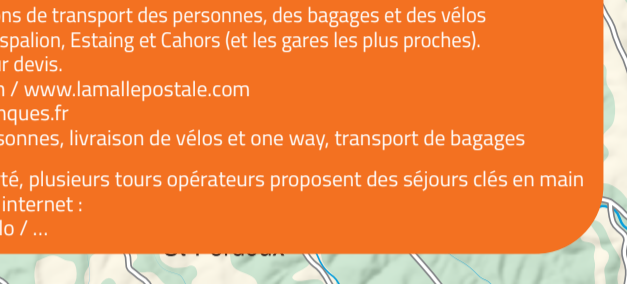 ns de transport des personnes, des bagages et des vélos
spalion, Estaing et Cahors (et les gares les plus proches).
r devis.
/ www.lamallepostale.com
nques.fr
sonnes, livraison de vélos et one way, transport de bagages
té, plusieurs tours opérateurs proposent des séjours clés en main
internet :
lo / ...